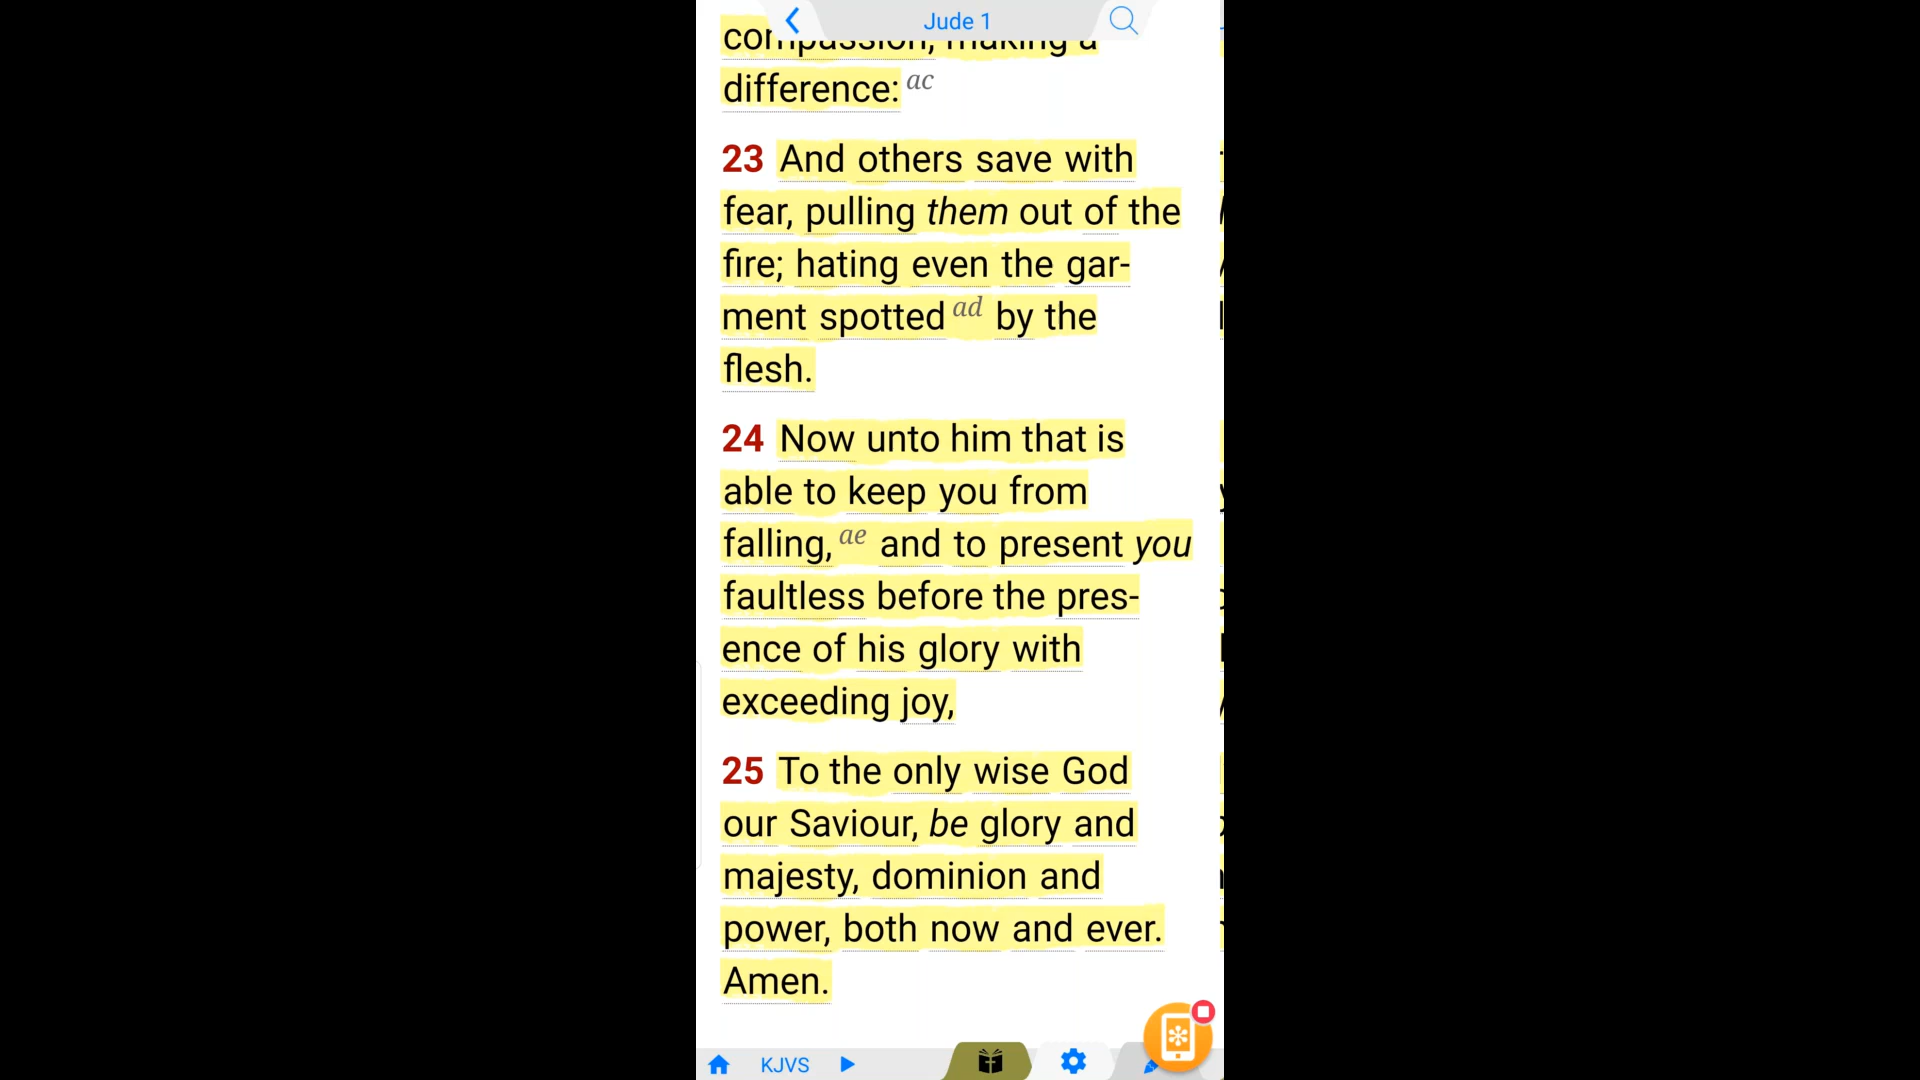 Jude 1
compassion, making a
difference: ac
23 And others save with
fear, pulling them out of the
fire; hating even the gar-
ment spotted ad by the
flesh.
24 Now unto him that is
able to keep you from
falling, ae and to present you
faultless before the pres-
ence of his glory with
exceeding joy,
25 To the only wise God
our Saviour, be glory and
majesty, dominion and
power, both now and ever.
Amen.
KJVS